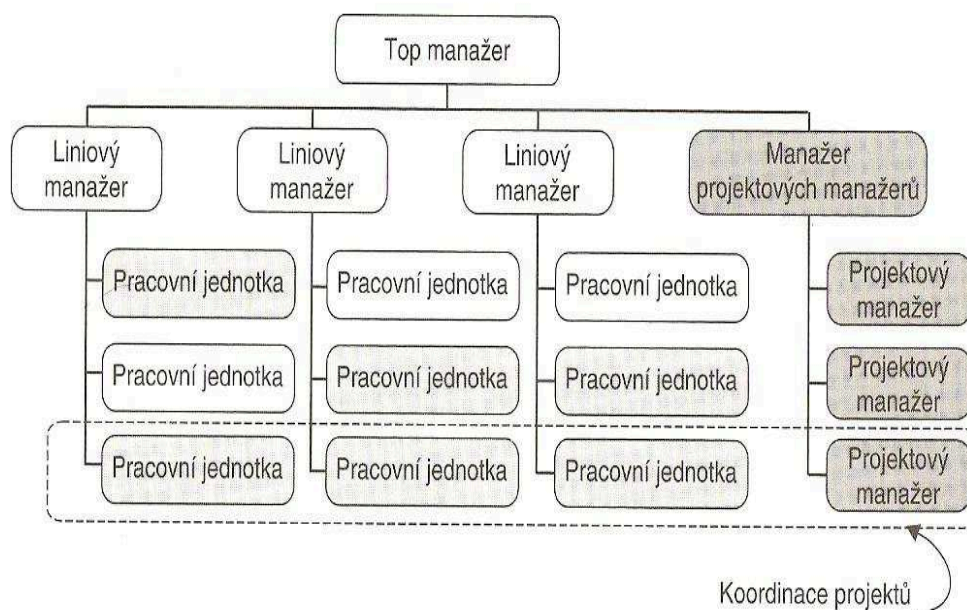 Top manažer
Liniový
manažer
Liniový
manažer
Liniový
manažer
Manažer
projektových manažerů
Pracovní jednotka
Pracovní jednotka
Pracovní jednotka
Projektový
manažer
Pracovní jednotka
Pracovní jednotka
Pracovní jednotka
Projektový
manažer
Pracovní jednotka
Pracovní jednotka
Pracovní jednotka
Projektový
manažer
Koordinace projektů